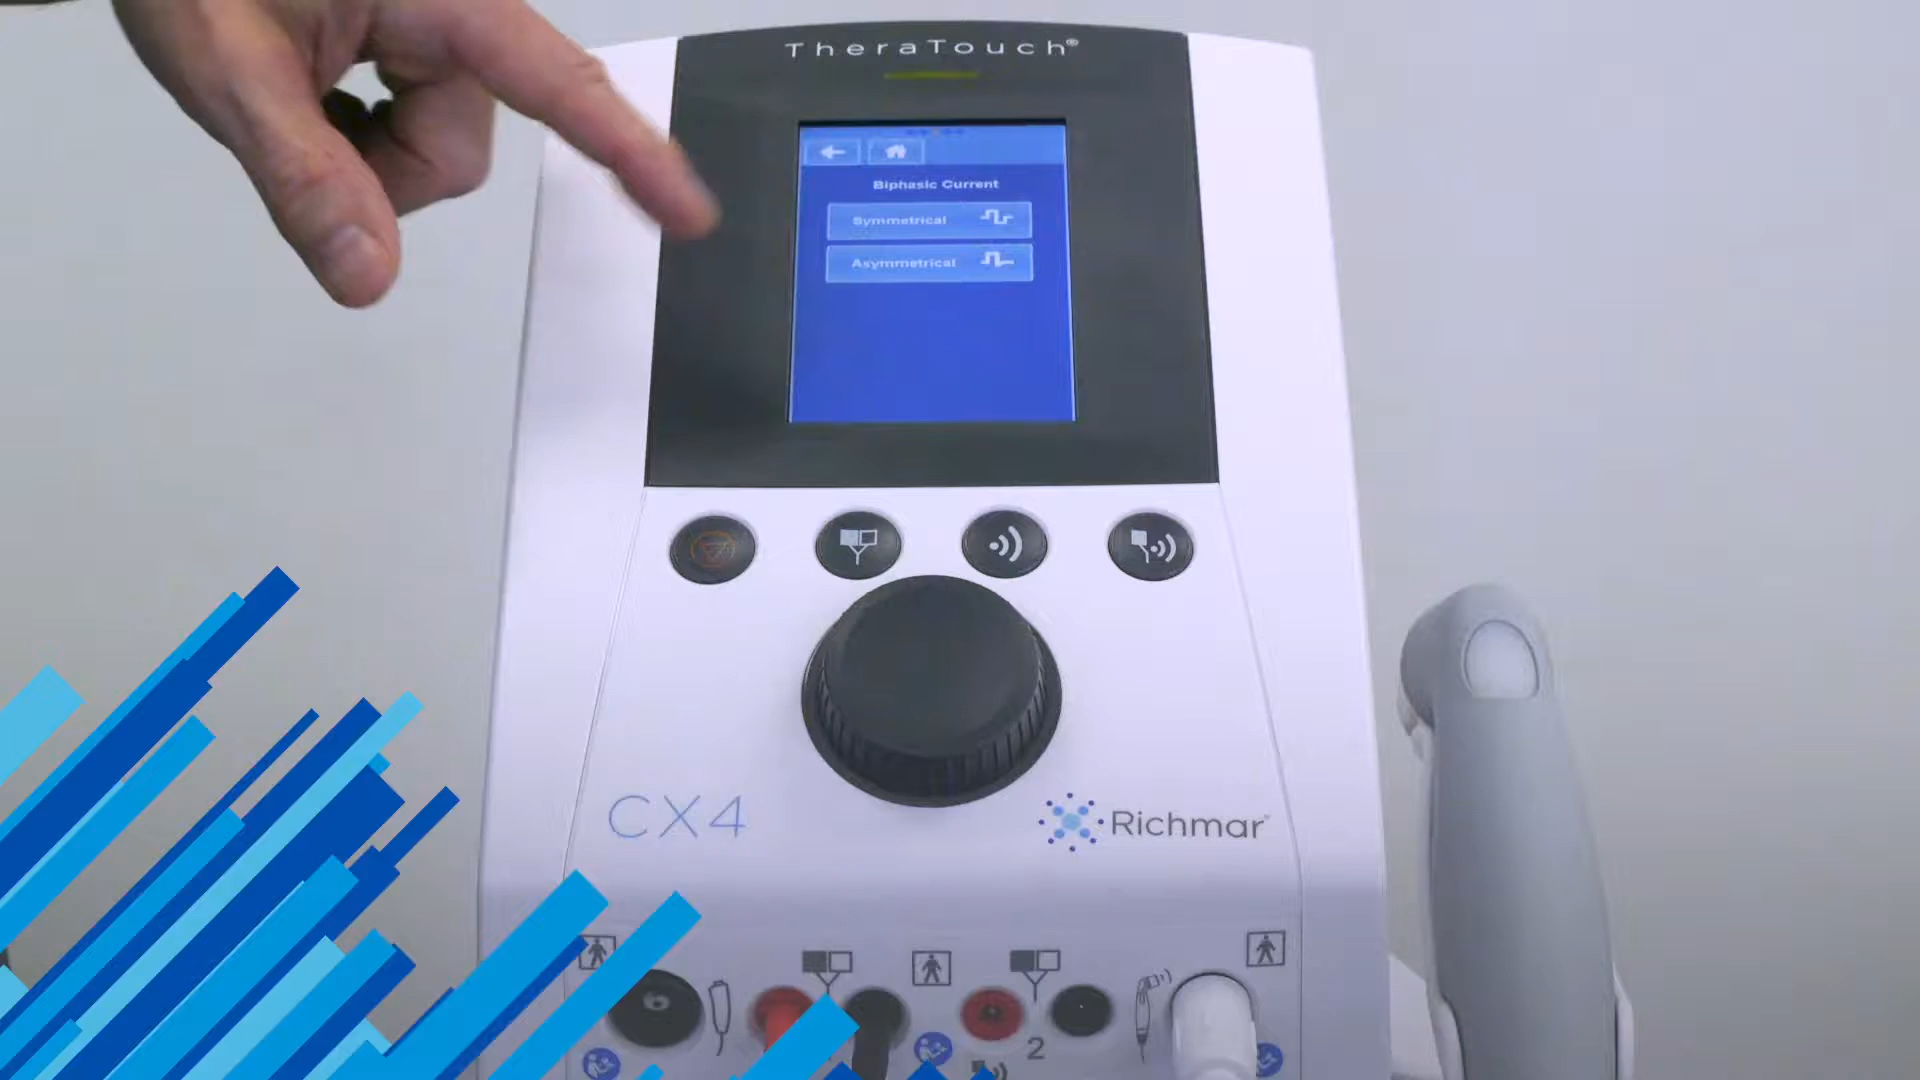 TheraTouch®
Biphasic Current
Symmetrical
Asymmetrical
CX4
Richmar
2